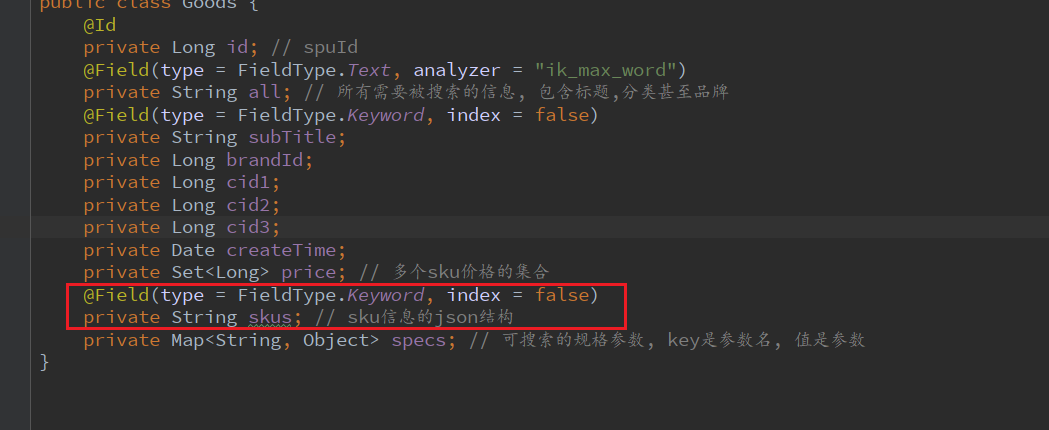 public class Goods {
@Id
private Long id; // spuId
@Field(type = FieldType.Text, analyzer = "ik_max_word")
private String all; // 所有需要被搜索的信息, 包含标题,分类甚至品牌
@Field(type = FieldType.Keyword, index = false)
private String subTitle;
private Long brandId;
private Long cid1;
private Long cid2;
private Long cid3;
private Date createTime;
private Set<Long> price; // 多个sku价格的集合
@Field(type = FieldType.Keyword, index = false)
private String skus; // sku信息的json结构
private Map<String, Object> specs; // 可搜索的规格参数, key是参数名, 值是参数
}